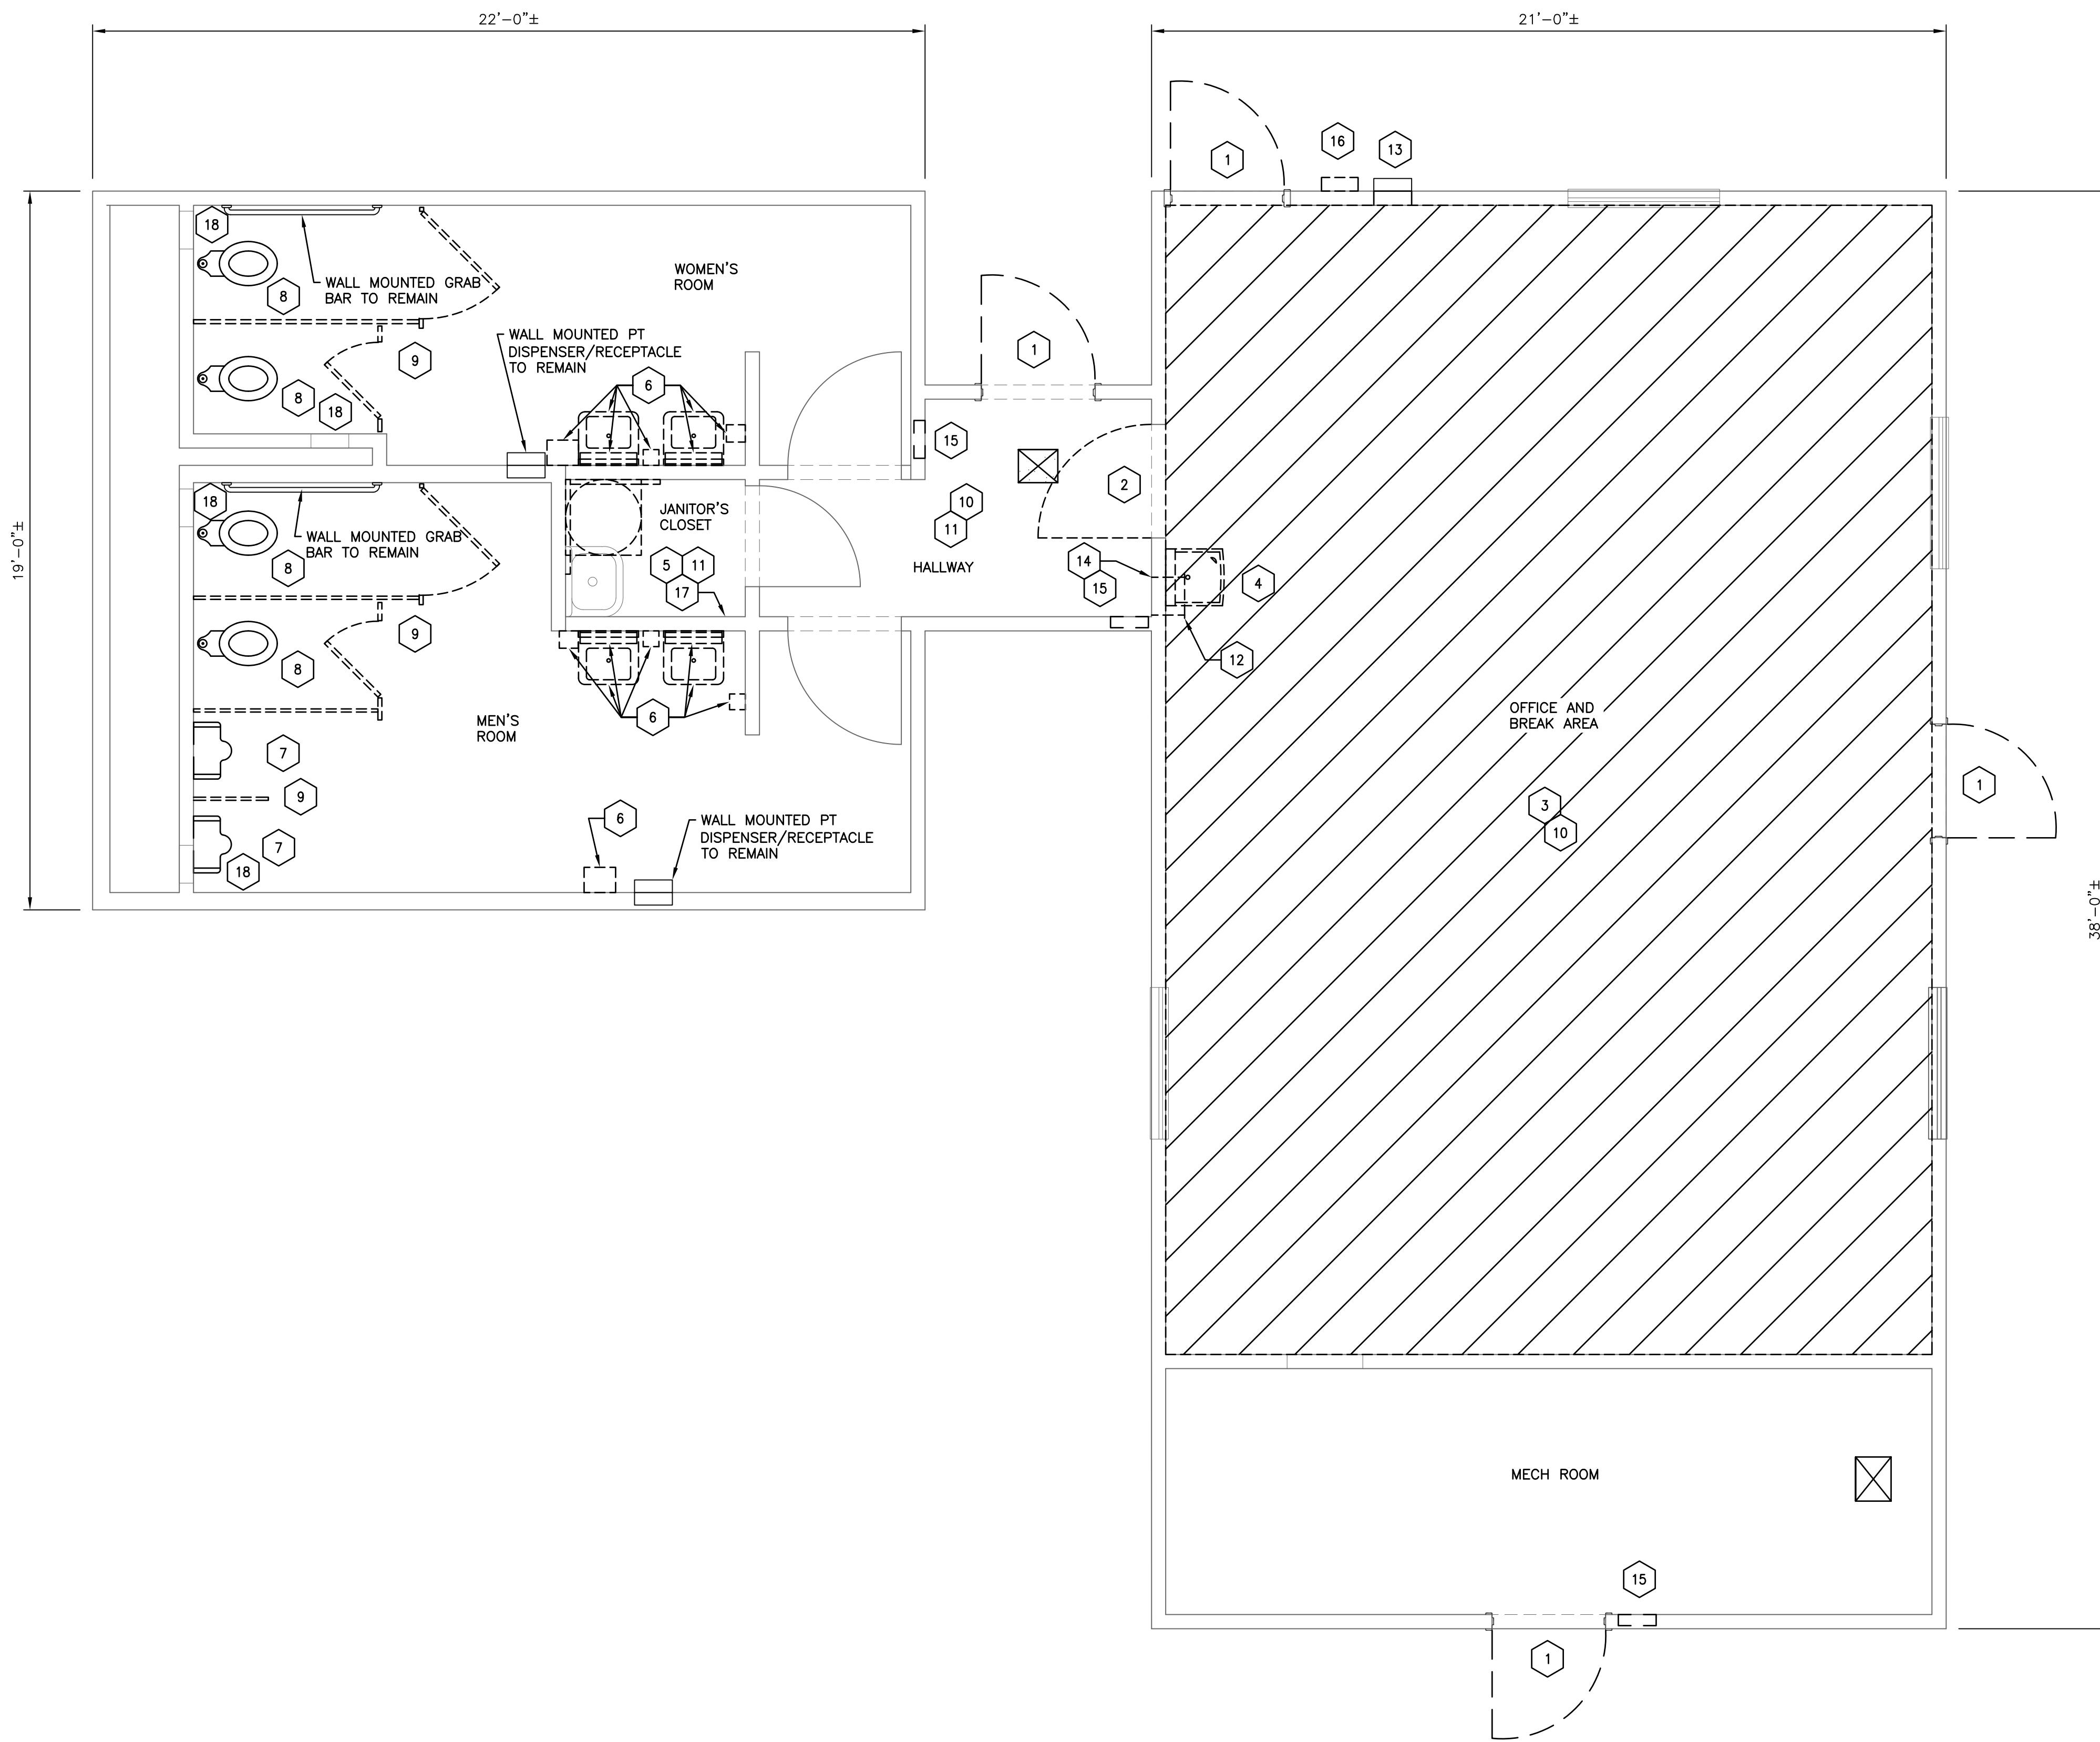 22'-0"±
21'-0"±
16
13
1
18
WALL MOUNTED GRAB
BAR TO REMAIN
8
WOMEN'S
ROOM
WALL MOUNTED PT
DISPENSER/RECEPTACLE
TO REMAIN
9
1
8
18
6
15
2
18
WALL MOUNTED GRAB
BAR TO REMAIN
8
JANITOR'S
CLOSET
10
11
5
11
17
HALLWAY
14
15
4
19'-0"±
9
8
12
MEN'S
ROOM
6
OFFICE AND
BREAK AREA
7
9
1
3
10
6
WALL MOUNTED PT
DISPENSER/RECEPTACLE
TO REMAIN
7
18
38'-0"±
MECH ROOM
15
1